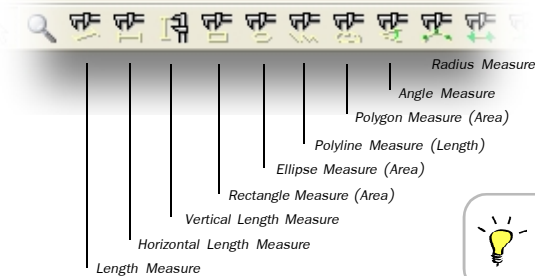 Radius Measure
Angle Measure
Polygon Measure (Area)
Polyline Measure (Length)
Ellipse Measure (Area)
Rectangle Measure (Area)
Vertical Length Measure
Horizontal Length Measure
Length Measure